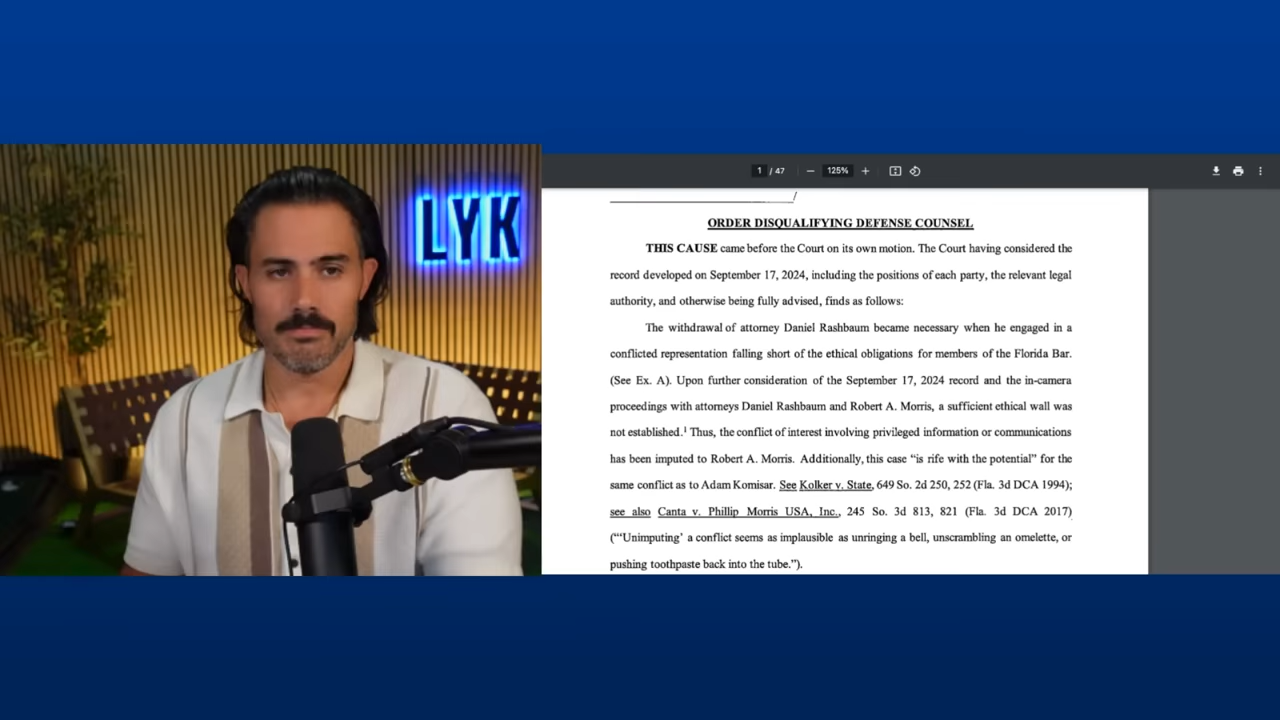 LYK
1 / 47
125%
ORDER DISQUALIFYING DEFENSE COUNSEL
THIS CAUSE came before the Court on its own motion. The Court having considered the
record developed on September 17, 2024, including the positions of each party, the relevant legal
authority, and otherwise being fully advised, finds as follows:
The withdrawal of attorney Daniel Rashbaum became necessary when he engaged in a
conflicted representation falling short of the ethical obligations for members of the Florida Bar.
(See Ex. A). Upon further consideration of the September 17, 2024 record and the in-camera
proceedings with attorneys Daniel Rashbaum and Robert A. Morris, a sufficient ethical wall was
not established.¹ Thus, the conflict of interest involving privileged information or communications
has been imputed to Robert A. Morris. Additionally, this case “is rife with the potential” for the
same conflict as to Adam Komisar. See Kolker v. State, 649 So. 2d 250, 252 (Fla. 3d DCA 1994);
see also Canta v. Phillip Morris USA, Inc., 245 So. 3d 813, 821 (Fla. 3d DCA 2017)
(“‘Unimputing’ a conflict seems as implausible as unringing a bell, unscrambling an omelette, or
pushing toothpaste back into the tube.”).